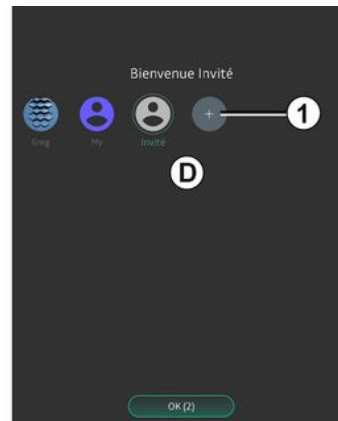 Bienvenue Invité
+ 1
Greg My Invité
D
OK (2)